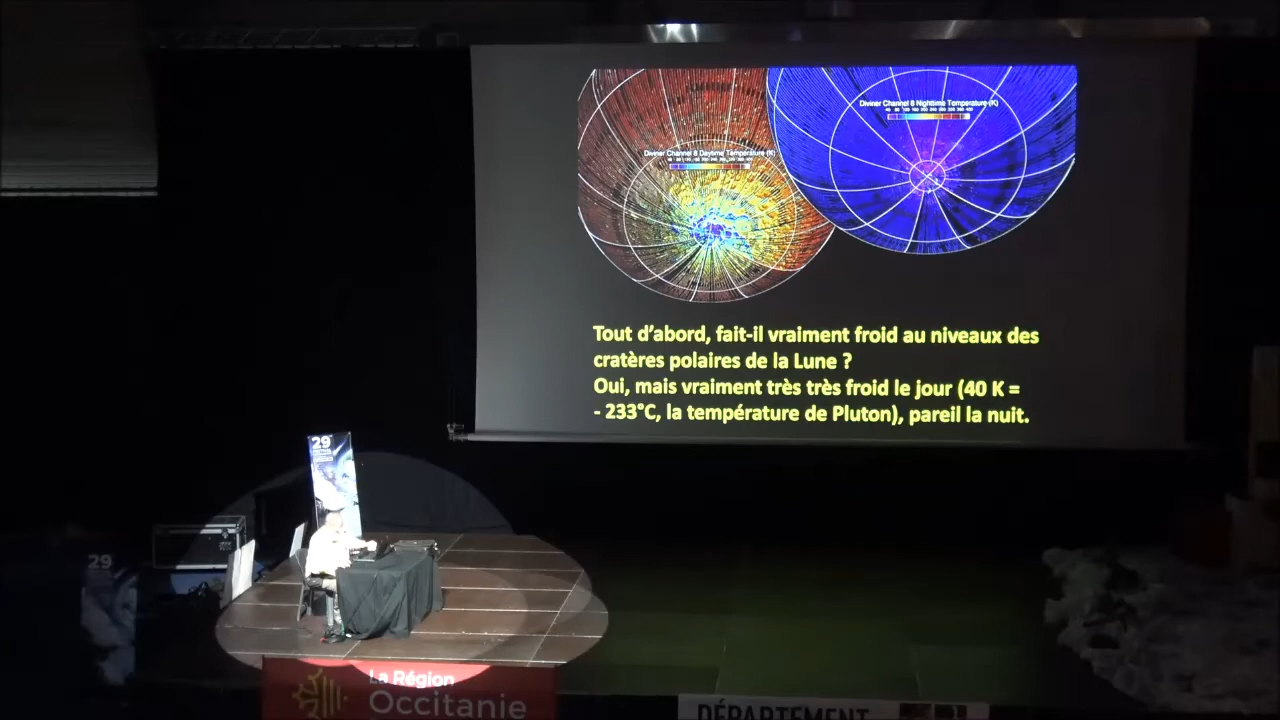 Diviner Channel 8 Nighttime Temperature (K)
Diviner Channel 8 Daytime Temperature (K)
Tout d'abord, fait-il vraiment froid au niveaux des
cratères polaires de la Lune ?
Oui, mais vraiment très très froid le jour (40 K =
- 233°C, la température de Pluton), pareil la nuit.
29
29
La Région
Occitanie
DÉPARTEMENT